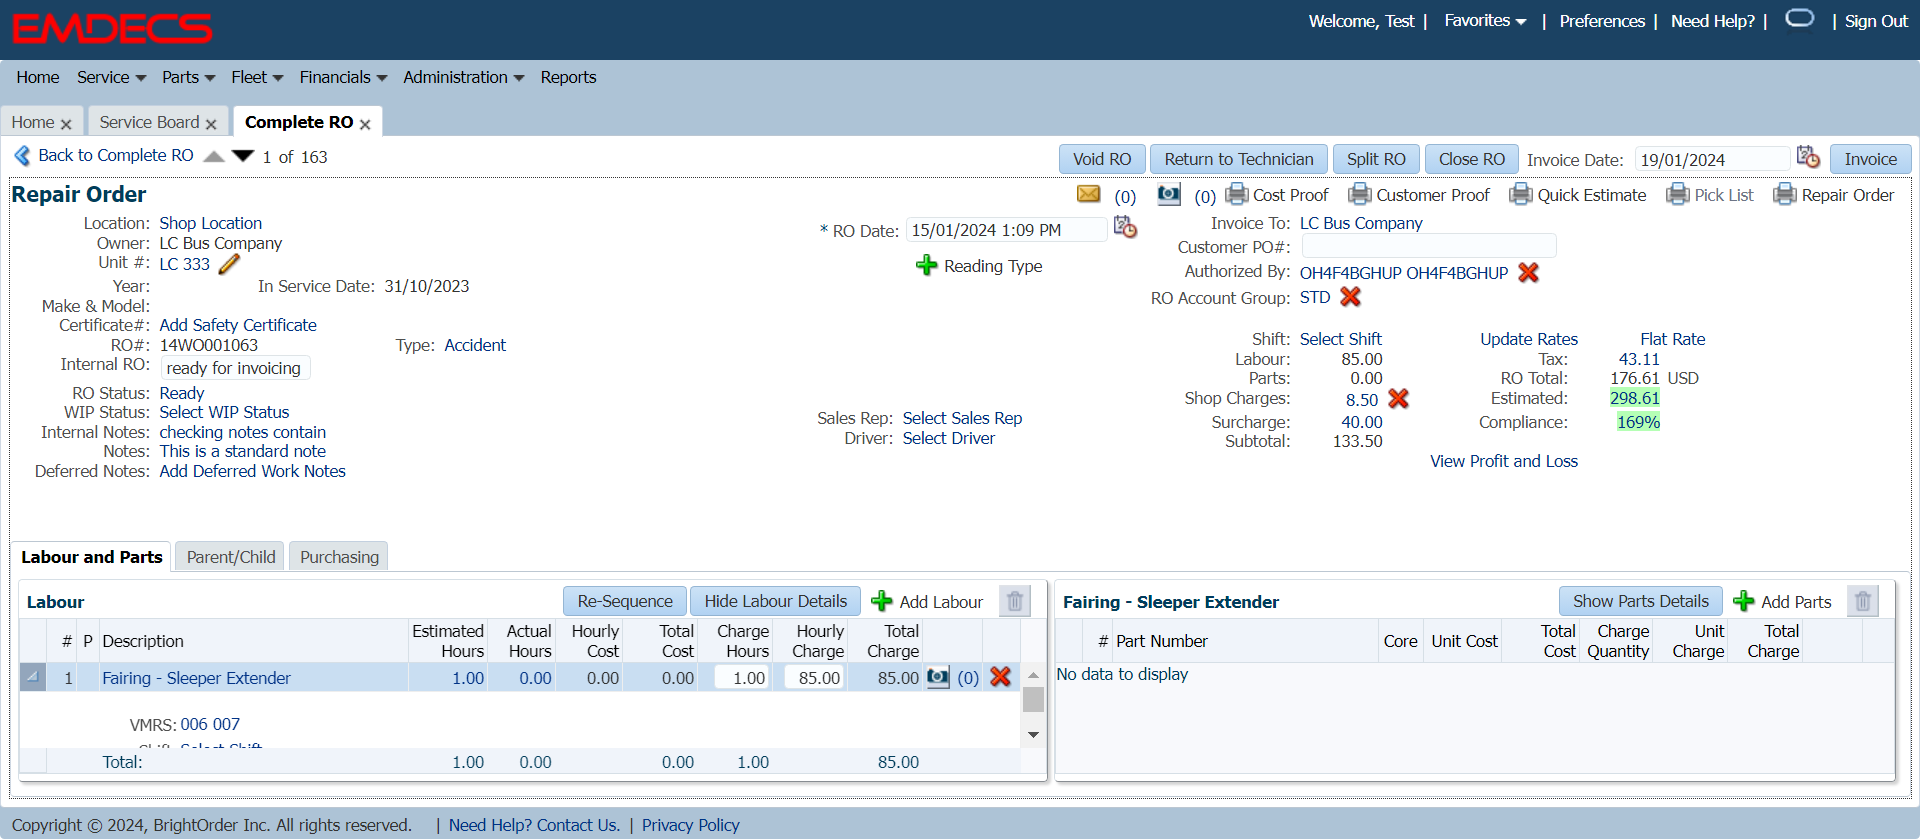 EMDECS
Welcome, Test | Favorites | Preferences | Need Help? | | Sign Out
Home Service Parts Fleet Financials Administration Reports
Home Service Board Complete RO
Back to Complete RO 1 of 163 Void RO Return to Technician Split RO Close RO Invoice Date: 19/01/2024 Invoice
Repair Order (0) (0) Cost Proof Customer Proof Quick Estimate Pick List Repair Order
Location: Shop Location
Owner: LC Bus Company
Unit #: LC 333
Year: In Service Date: 31/10/2023
Make & Model:
Certificate#: Add Safety Certificate
RO#: 14WO001063 Type: Accident
Internal RO: ready for invoicing
RO Status: Ready
WIP Status: Select WIP Status
Internal Notes: checking notes contain
Notes: This is a standard note
Deferred Notes: Add Deferred Work Notes
* RO Date: 15/01/2024 1:09 PM
Reading Type
Sales Rep: Select Sales Rep
Driver: Select Driver
Invoice To: LC Bus Company
Customer PO#:
Authorized By: OH4F4BGHUP OH4F4BGHUP
RO Account Group: STD
Shift: Select Shift Update Rates Flat Rate
Labour: 85.00 Tax: 43.11
Parts: 0.00 RO Total: 176.61 USD
Shop Charges: 8.50 Estimated: 298.61
Surcharge: 40.00 Compliance: 169%
Subtotal: 133.50
View Profit and Loss
Labour and Parts Parent/Child Purchasing
Labour Re-Sequence Hide Labour Details Add Labour
# P Description Estimated Hours Actual Hours Hourly Cost Total Cost Charge Hours Hourly Charge Total Charge
1 Fairing - Sleeper Extender 1.00 0.00 0.00 0.00 1.00 85.00 85.00 (0)
VMRS: 006 007
Shift: Select Shift
Total: 1.00 0.00 0.00 1.00 85.00
Fairing - Sleeper Extender Show Parts Details Add Parts
# Part Number Core Unit Cost Total Cost Charge Quantity Unit Charge Total Charge
No data to display
Copyright © 2024, BrightOrder Inc. All rights reserved. | Need Help? Contact Us. | Privacy Policy